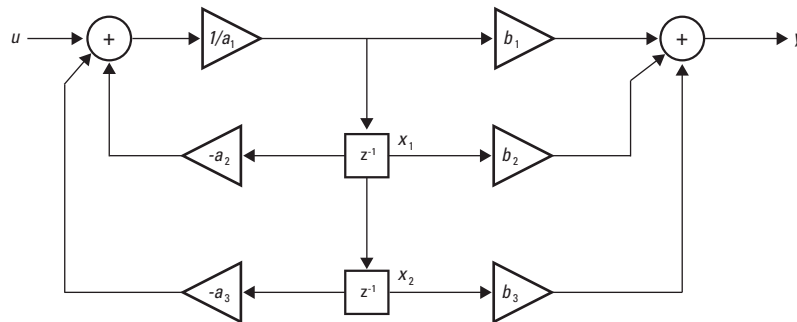 u + 1/a₁ b₁ + y
-a₂ z⁻¹ x₁ b₂
-a₃ z⁻¹ x₂ b₃